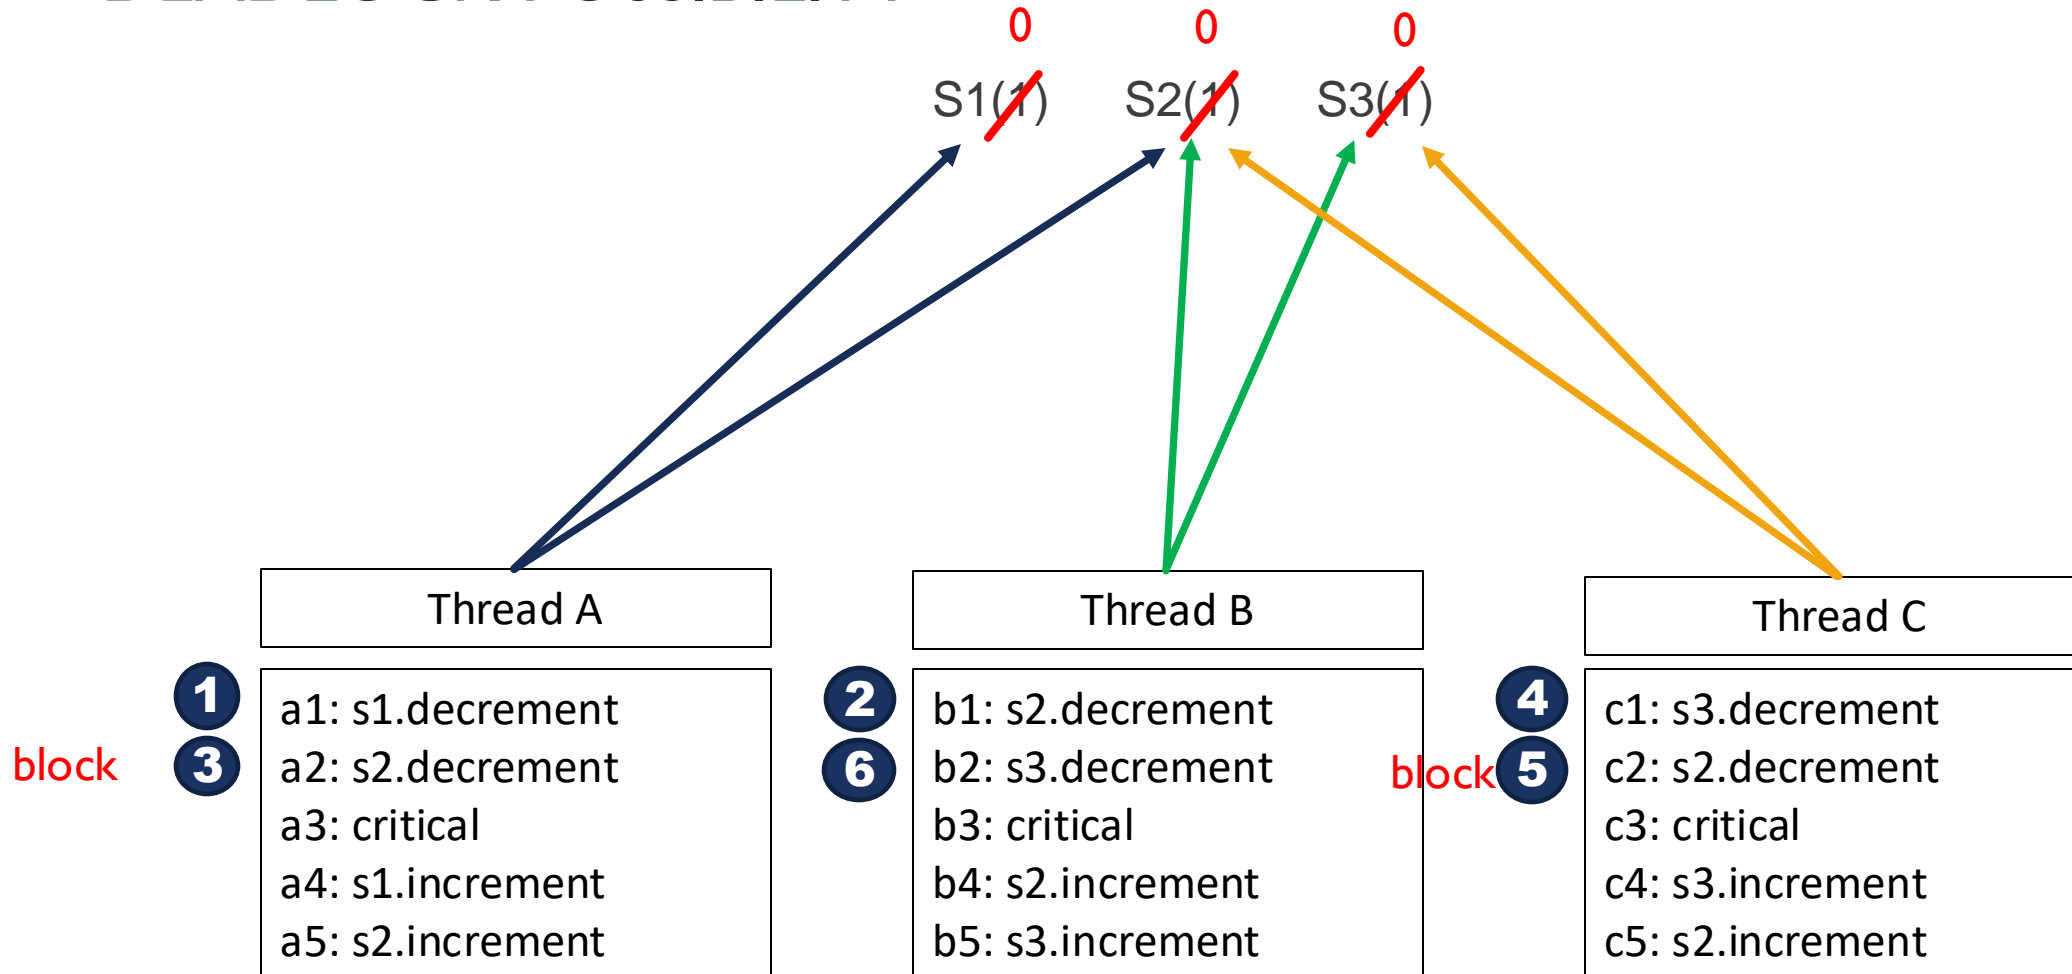 0 0 0
S1(1) S2(1) S3(1)
Thread A
1
a1: s1.decrement
block
3
a2: s2.decrement
a3: critical
a4: s1.increment
a5: s2.increment
Thread B
2
b1: s2.decrement
6
b2: s3.decrement
b3: critical
b4: s2.increment
b5: s3.increment
Thread C
4
c1: s3.decrement
block
5
c2: s2.decrement
c3: critical
c4: s3.increment
c5: s2.increment